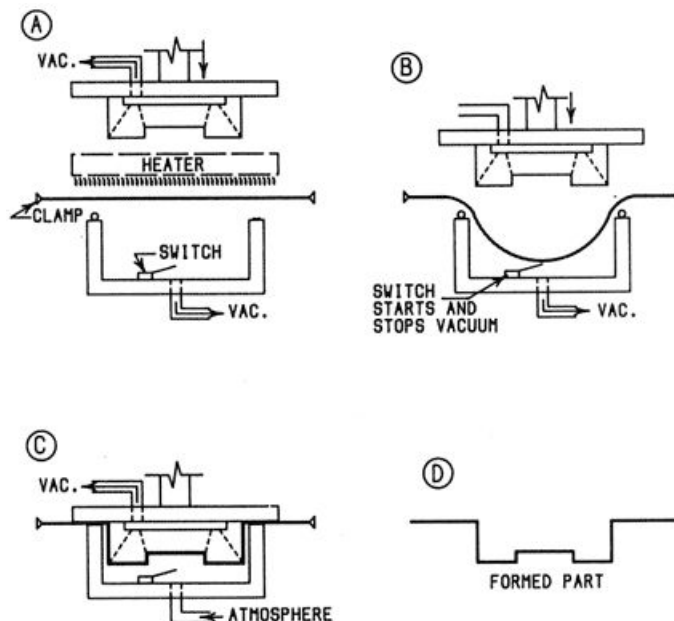 A
VAC.
HEATER
CLAMP
SWITCH
VAC.
B
SWITCH
STARTS AND
STOPS VACUUM
VAC.
C
VAC.
ATMOSPHERE
D
FORMED PART